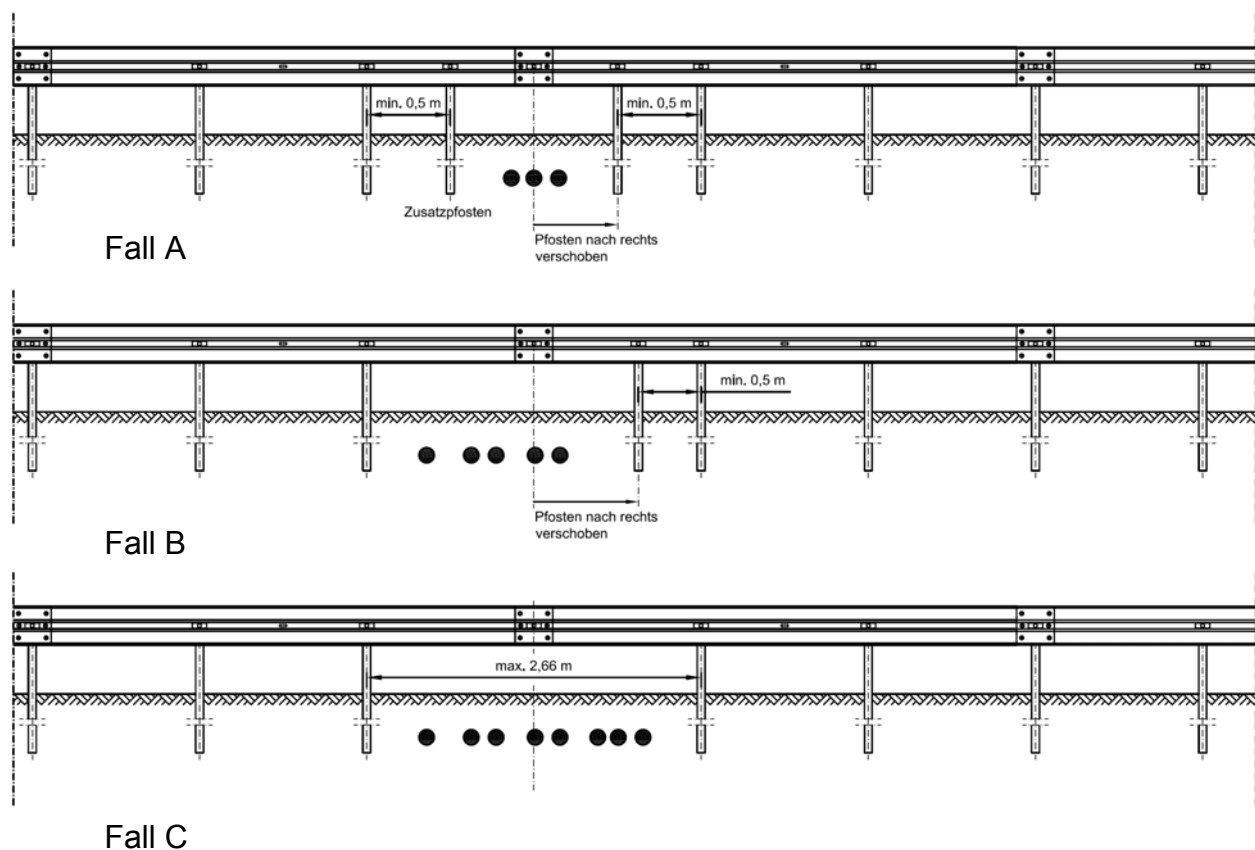 min. 0,5 m
min. 0,5 m
Zusatzpfosten
Pfosten nach rechts
verschoben
Fall A
min. 0,5 m
Pfosten nach rechts
verschoben
Fall B
max. 2,66 m
Fall C